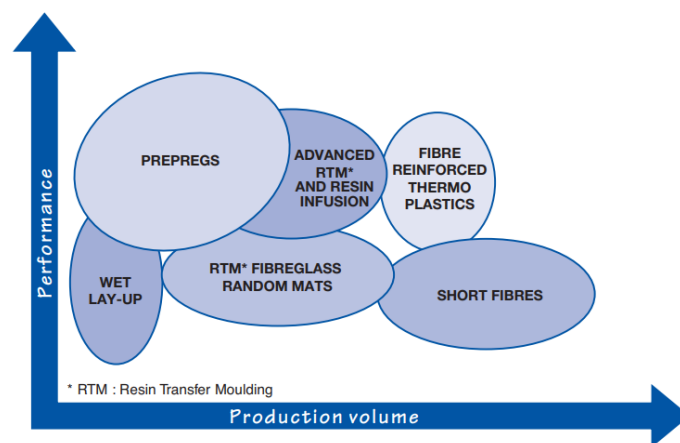 Performance
PREPREGS
ADVANCED
RTM*
AND RESIN
INFUSION
FIBRE
REINFORCED
THERMO
PLASTICS
WET
LAY-UP
RTM* FIBREGLASS
RANDOM MATS
SHORT FIBRES
* RTM : Resin Transfer Moulding
Production volume